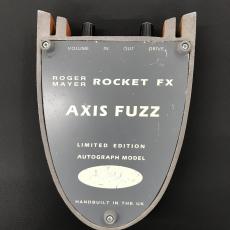 VOLUME IN OUT DRIVE
ROGER MAYER ROCKET FX
AXIS FUZZ
LIMITED EDITION
AUTOGRAPH MODEL
HANDBUILT IN THE UK